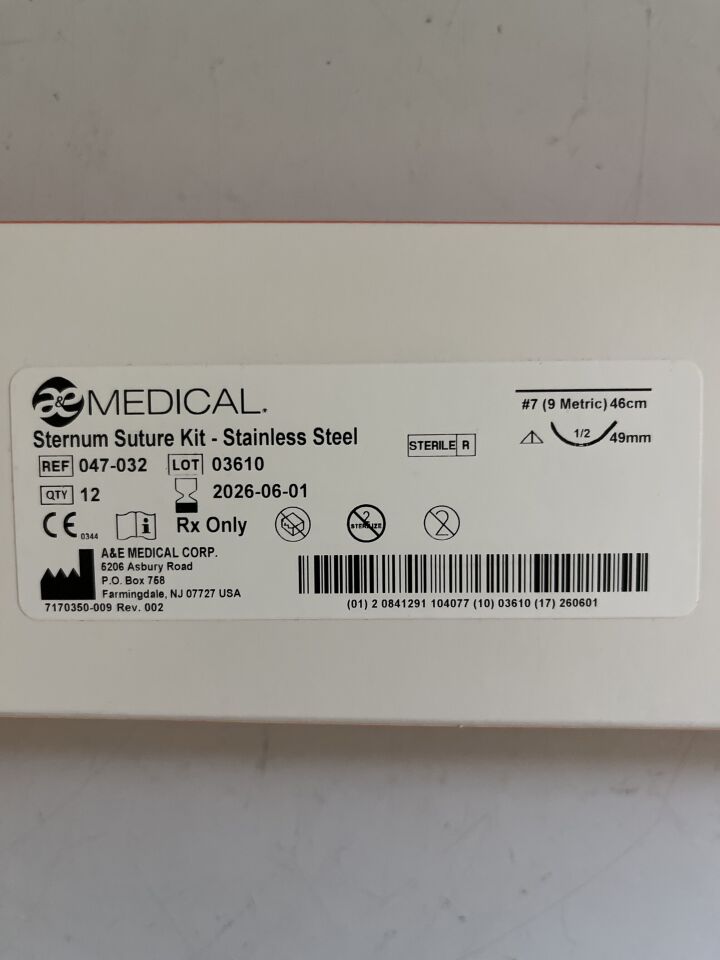 a&e MEDICAL.
Sternum Suture Kit - Stainless Steel
REF 047-032 LOT 03610
QTY 12 2026-06-01
STERILE R
#7 (9 Metric) 46cm
1/2 49mm
CE 0344 i Rx Only 2 STERILIZE 2
A&E MEDICAL CORP.
5206 Asbury Road
P.O. Box 758
Farmingdale, NJ 07727 USA
7170350-009 Rev. 002
(01) 2 0841291 104077 (10) 03610 (17) 260601